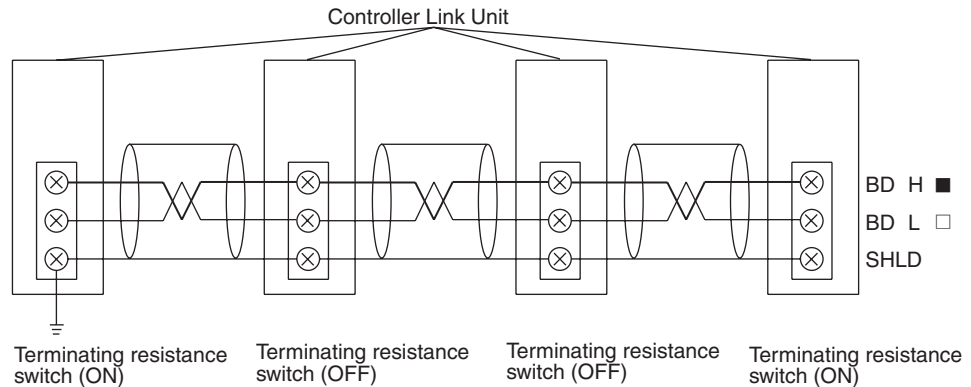 Controller Link Unit
BD H ■
BD L □
SHLD
Terminating resistance
switch (ON)
Terminating resistance
switch (OFF)
Terminating resistance
switch (OFF)
Terminating resistance
switch (ON)